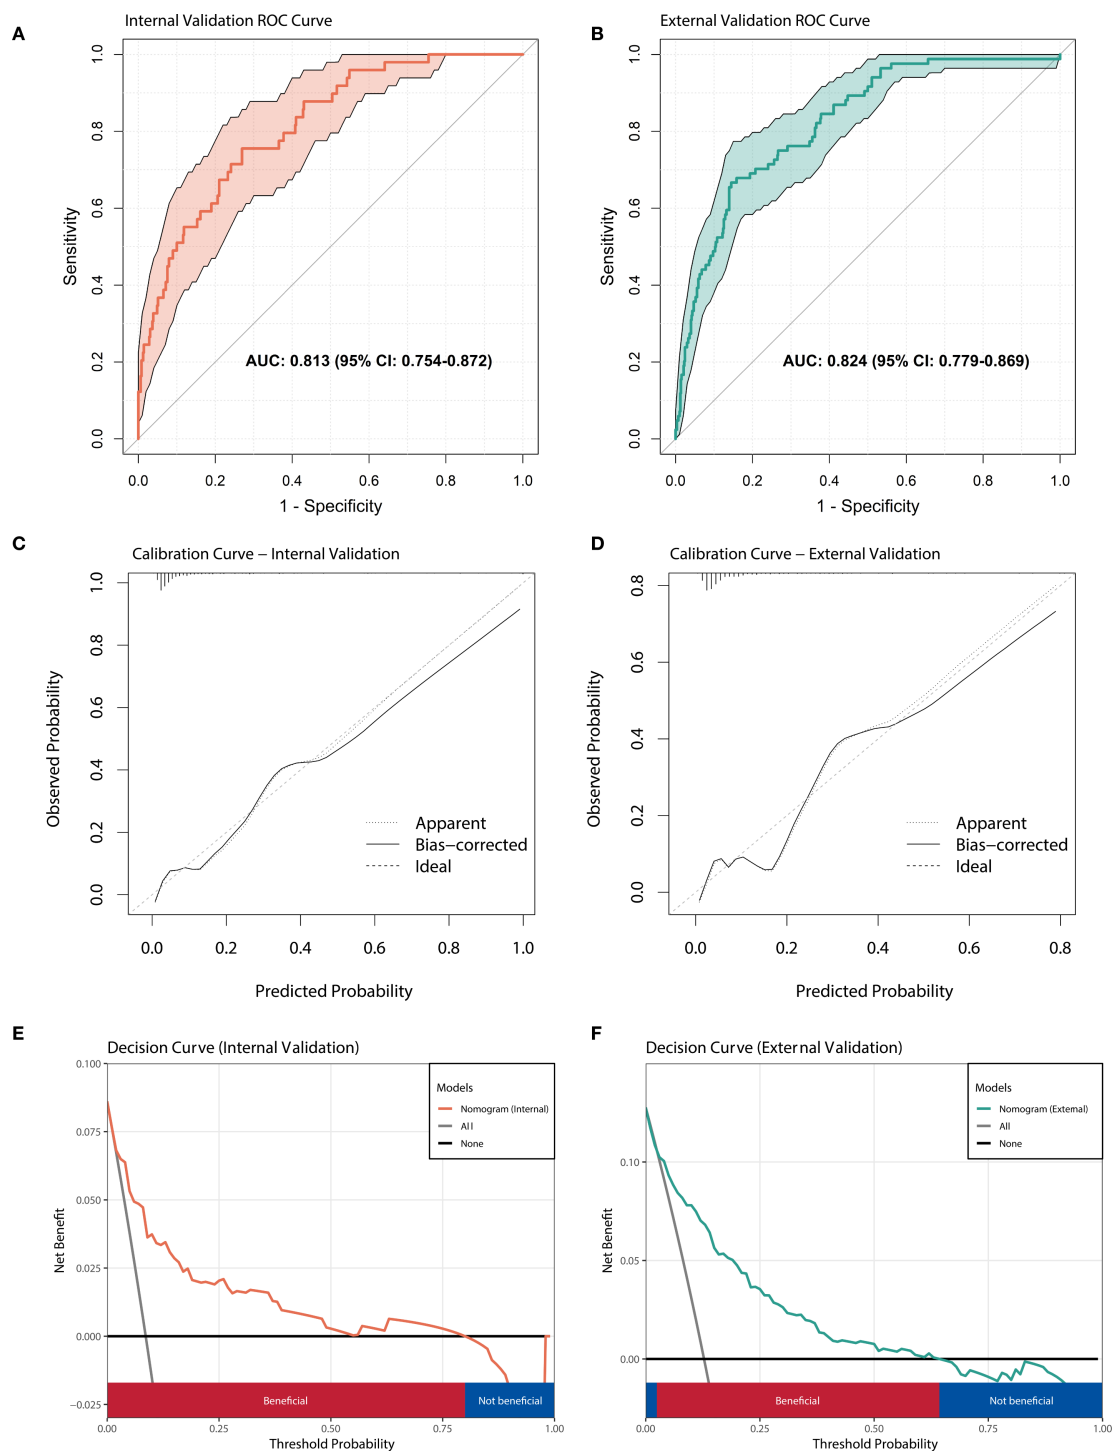 A
Internal Validation ROC Curve
Sensitivity
0.0 0.2 0.4 0.6 0.8 1.0
AUC: 0.813 (95% CI: 0.754-0.872)
0.0 0.2 0.4 0.6 0.8 1.0
1 - Specificity
B
External Validation ROC Curve
Sensitivity
0.0 0.2 0.4 0.6 0.8 1.0
AUC: 0.824 (95% CI: 0.779-0.869)
0.0 0.2 0.4 0.6 0.8 1.0
1 - Specificity
C
Calibration Curve – Internal Validation
Observed Probability
0.0 0.2 0.4 0.6 0.8 1.0
Apparent
Bias–corrected
Ideal
0.0 0.2 0.4 0.6 0.8 1.0
Predicted Probability
D
Calibration Curve – External Validation
Observed Probability
0.0 0.2 0.4 0.6 0.8
Apparent
Bias–corrected
Ideal
0.0 0.2 0.4 0.6 0.8
Predicted Probability
E
Decision Curve (Internal Validation)
Net Benefit
0.100
0.075
0.050
0.025
0.000
−0.025
Models
Nomogram (Internal)
All
None
Beneficial
Not beneficial
0.00 0.25 0.50 0.75 1.00
Threshold Probability
F
Decision Curve (External Validation)
Net Benefit
0.10
0.05
0.00
Models
Nomogram (External)
All
None
Beneficial
Not beneficial
0.00 0.25 0.50 0.75 1.00
Threshold Probability